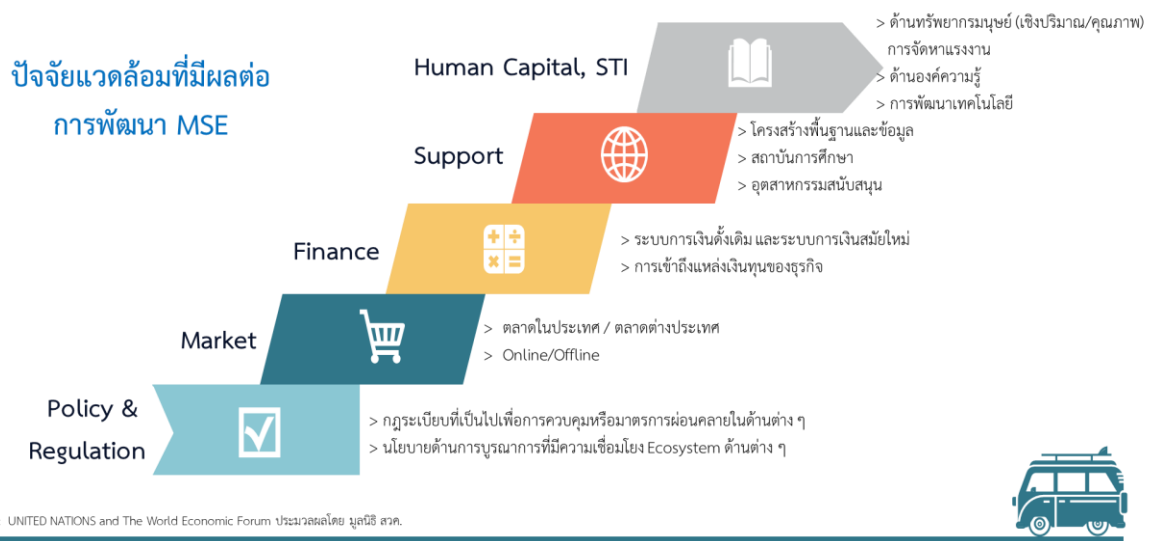 ปัจจัยแวดล้อมที่มีผลต่อ
การพัฒนา MSE
Human Capital, STI
> ด้านทรัพยากรมนุษย์ (เชิงปริมาณ/คุณภาพ)
การจัดหาแรงงาน
> ด้านองค์ความรู้
> การพัฒนาเทคโนโลยี
Support
> โครงสร้างพื้นฐานและข้อมูล
> สถาบันการศึกษา
> อุตสาหกรรมสนับสนุน
Finance
> ระบบการเงินดั้งเดิม และระบบการเงินสมัยใหม่
> การเข้าถึงแหล่งเงินทุนของธุรกิจ
Market
> ตลาดในประเทศ / ตลาดต่างประเทศ
> Online/Offline
Policy &
Regulation
> กฎระเบียบที่เป็นไปเพื่อการควบคุมหรือมาตรการผ่อนคลายในด้านต่าง ๆ
> นโยบายด้านการบูรณาการที่มีความเชื่อมโยง Ecosystem ด้านต่าง ๆ
UNITED NATIONS and The World Economic Forum ประมวลผลโดย มูลนิธิ สวค.